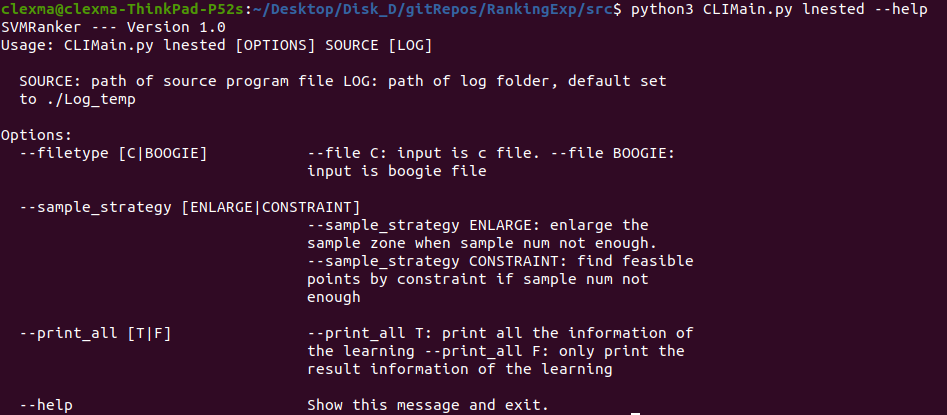 clexma@clexma-ThinkPad-P52s:~/Desktop/Disk_D/gitRepos/RankingExp/src$ python3 CLIMain.py lnested --help
SVMRanker --- Version 1.0
Usage: CLIMain.py lnested [OPTIONS] SOURCE [LOG]
SOURCE: path of source program file LOG: path of log folder, default set
to ./Log_temp
Options:
--filetype [C|BOOGIE] --file C: input is c file. --file BOOGIE:
input is boogie file
--sample_strategy [ENLARGE|CONSTRAINT]
--sample_strategy ENLARGE: enlarge the
sample zone when sample num not enough.
--sample_strategy CONSTRAINT: find feasible
points by constraint if sample num not
enough
--print_all [T|F] --print_all T: print all the information of
the learning --print_all F: only print the
result information of the learning
--help Show this message and exit.